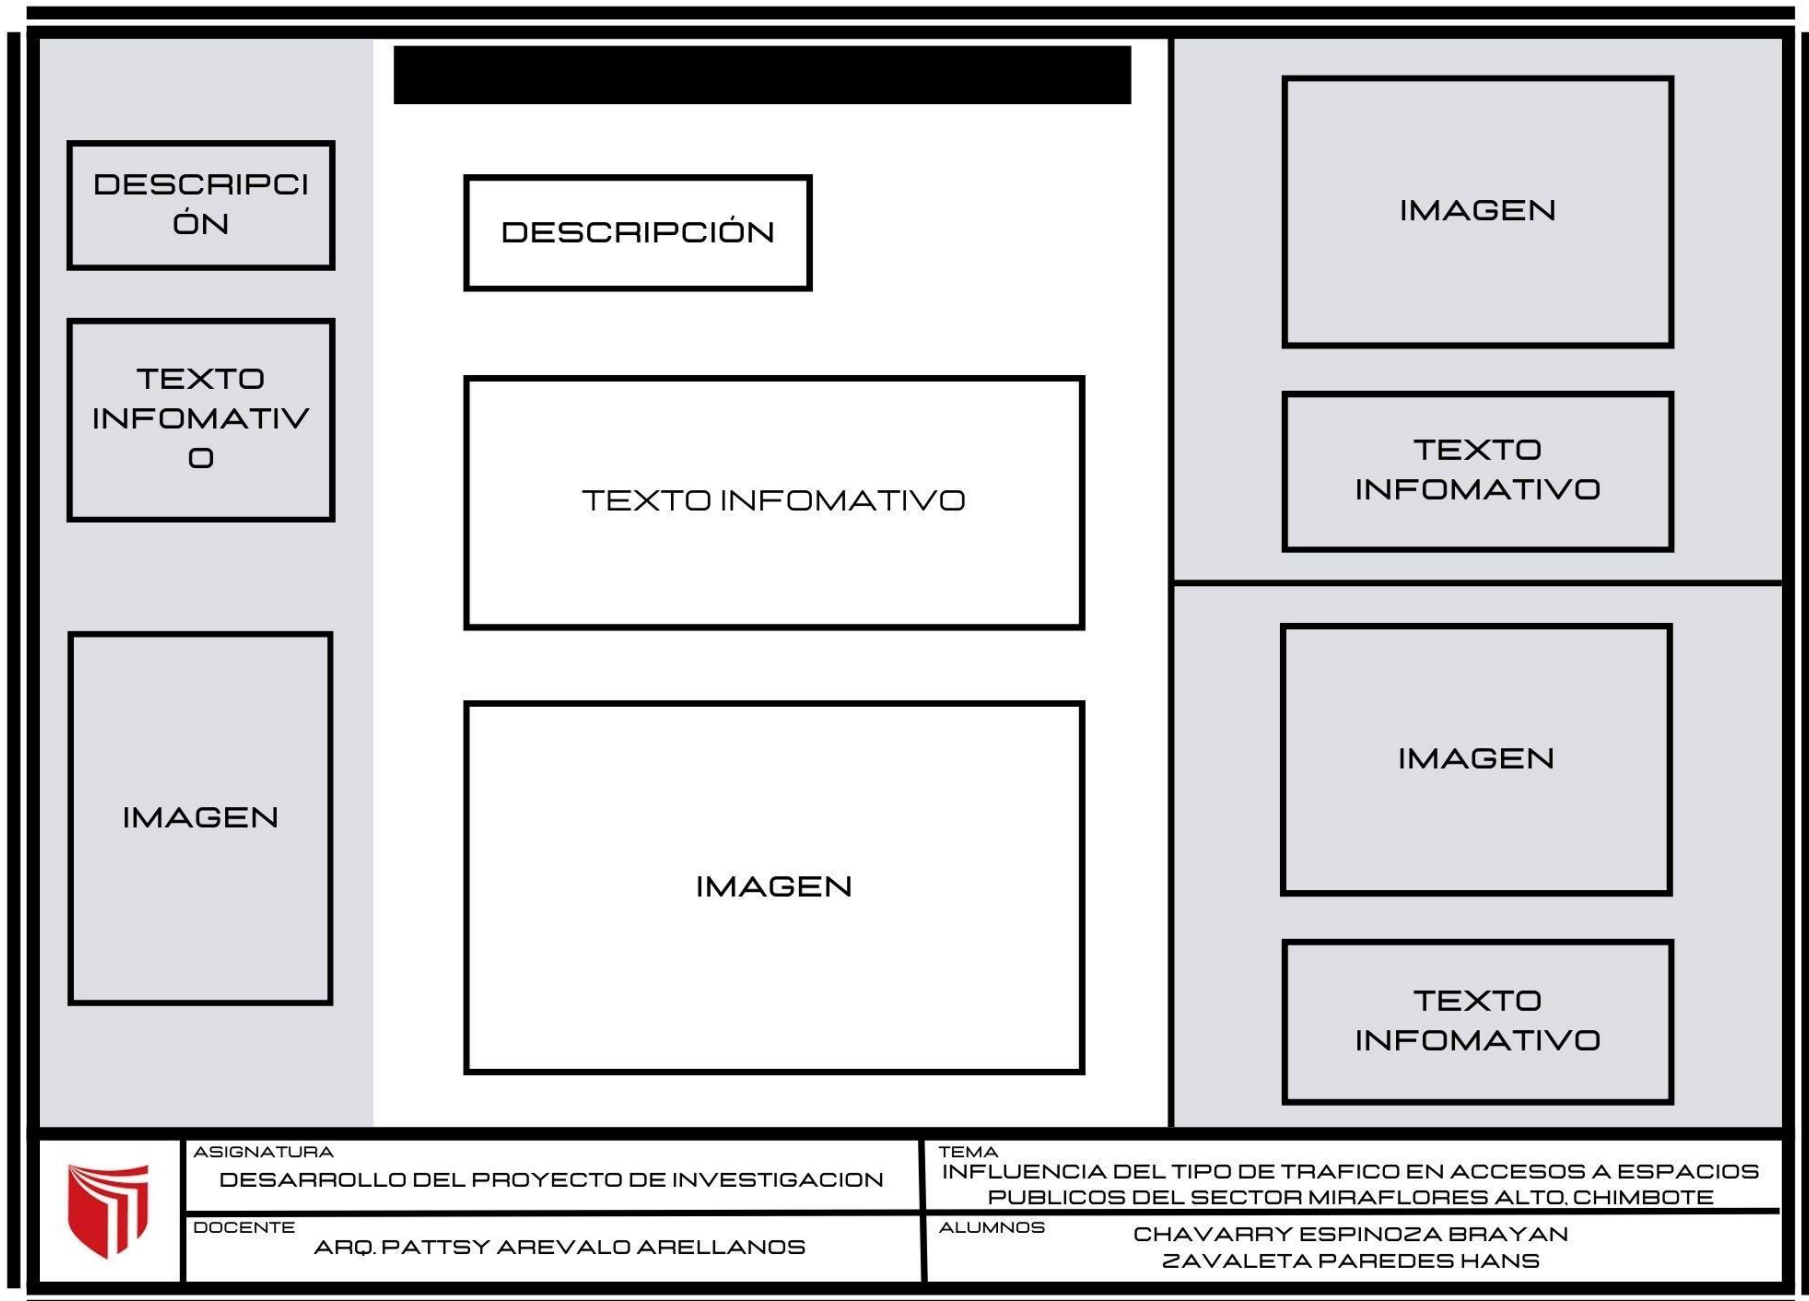 DESCRIPCI
ÓN
TEXTO
INFOMATIV
O
IMAGEN
DESCRIPCIÓN
TEXTO INFOMATIVO
IMAGEN
IMAGEN
TEXTO
INFOMATIVO
IMAGEN
TEXTO
INFOMATIVO
ASIGNATURA
DESARROLLO DEL PROYECTO DE INVESTIGACION
TEMA
INFLUENCIA DEL TIPO DE TRAFICO EN ACCESOS A ESPACIOS
PUBLICOS DEL SECTOR MIRAFLORES ALTO, CHIMBOTE
DOCENTE
ARQ. PATTSY AREVALO ARELLANOS
ALUMNOS
CHAVARRY ESPINOZA BRAYAN
ZAVALETA PAREDES HANS